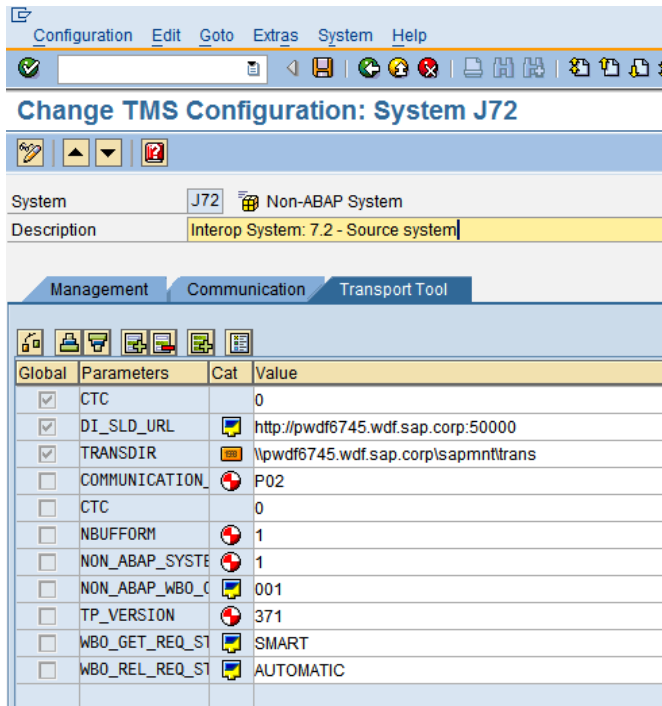 Configuration Edit Goto Extras System Help
Change TMS Configuration: System J72
System J72 Non-ABAP System
Description Interop System: 7.2 - Source system
Management Communication Transport Tool
Global Parameters Cat Value
CTC 0
DI_SLD_URL http://pwdf6745.wdf.sap.corp:50000
TRANSDIR \\pwdf6745.wdf.sap.corp\sapmnt\trans
COMMUNICATION_ P02
CTC 0
NBUFFORM 1
NON_ABAP_SYSTE 1
NON_ABAP_WBO_C 001
TP_VERSION 371
WBO_GET_REQ_ST SMART
WBO_REL_REQ_ST AUTOMATIC